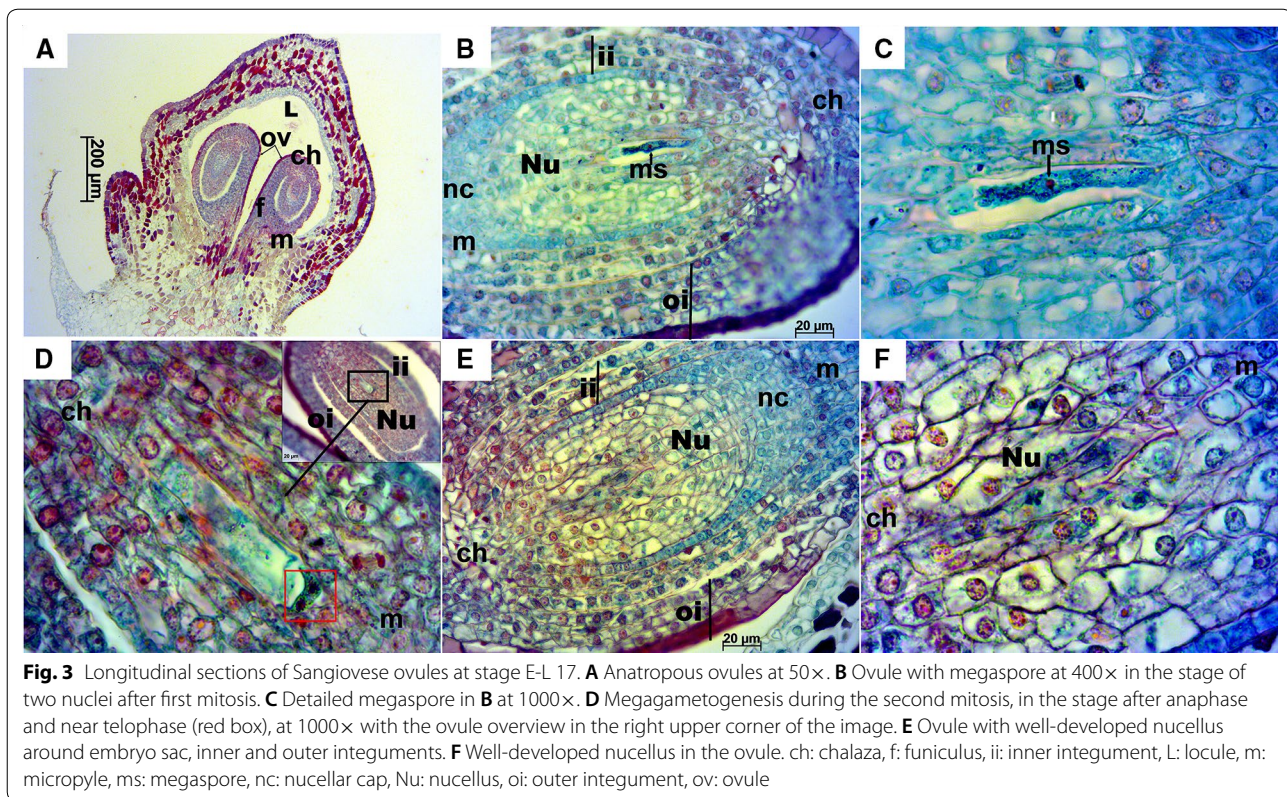 A
200 µm
L
ov
ch
f
m
B
ii
ch
Nu
ms
nc
m
oi
20 µm
C
ms
D
ch
ii
oi
Nu
20 µm
m
E
ii
m
nc
Nu
ch
oi
20 µm
F
m
Nu
ch
Fig. 3 Longitudinal sections of Sangiovese ovules at stage E-L 17. A Anatropous ovules at 50×. B Ovule with megaspore at 400× in the stage of
two nuclei after first mitosis. C Detailed megaspore in B at 1000×. D Megagametogenesis during the second mitosis, in the stage after anaphase
and near telophase (red box), at 1000× with the ovule overview in the right upper corner of the image. E Ovule with well-developed nucellus
around embryo sac, inner and outer integuments. F Well-developed nucellus in the ovule. ch: chalaza, f: funiculus, ii: inner integument, L: locule, m:
micropyle, ms: megaspore, nc: nucellar cap, Nu: nucellus, oi: outer integument, ov: ovule